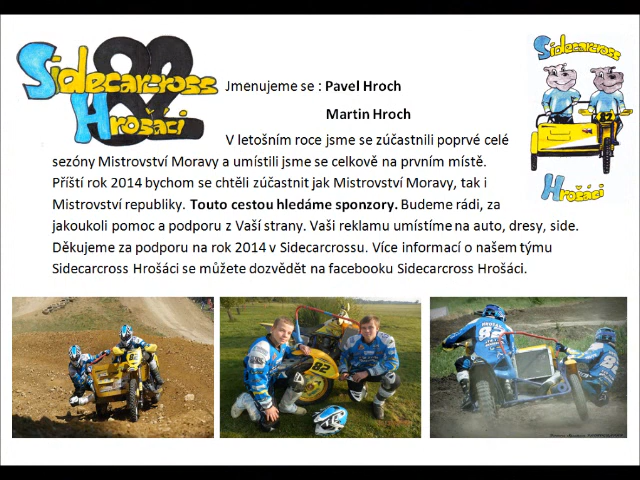 Sidecarcross
82
Hrošáci
Jmenujeme se : Pavel Hroch
Martin Hroch
V letošním roce jsme se zúčastnili poprvé celé
sezóny Mistrovství Moravy a umístili jsme se celkově na prvním místě.
Příští rok 2014 bychom se chtěli zúčastnit jak Mistrovství Moravy, tak i
Mistrovství republiky. Touto cestou hledáme sponzory. Budeme rádi, za
jakoukoli pomoc a podporu z Vaší strany. Vaši reklamu umístíme na auto, dresy, side.
Děkujeme za podporu na rok 2014 v Sidecarcrossu. Více informací o našem týmu
Sidecarcross Hrošáci se můžete dozvědět na facebooku Sidecarcross Hrošáci.
Sidecarcross
82
Hrošáci
82
82
82
82